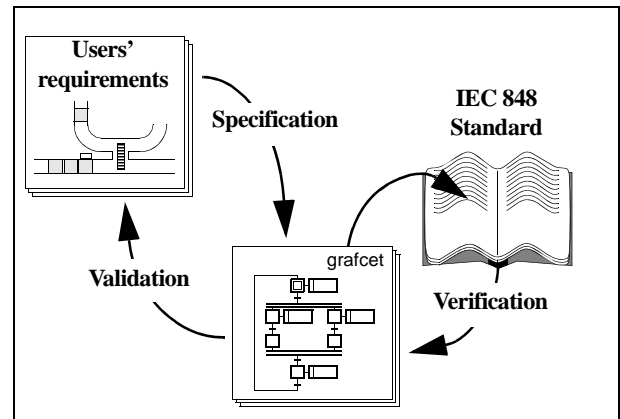 Users’
requirements
Specification
IEC 848
Standard
grafcet
Validation
Verification